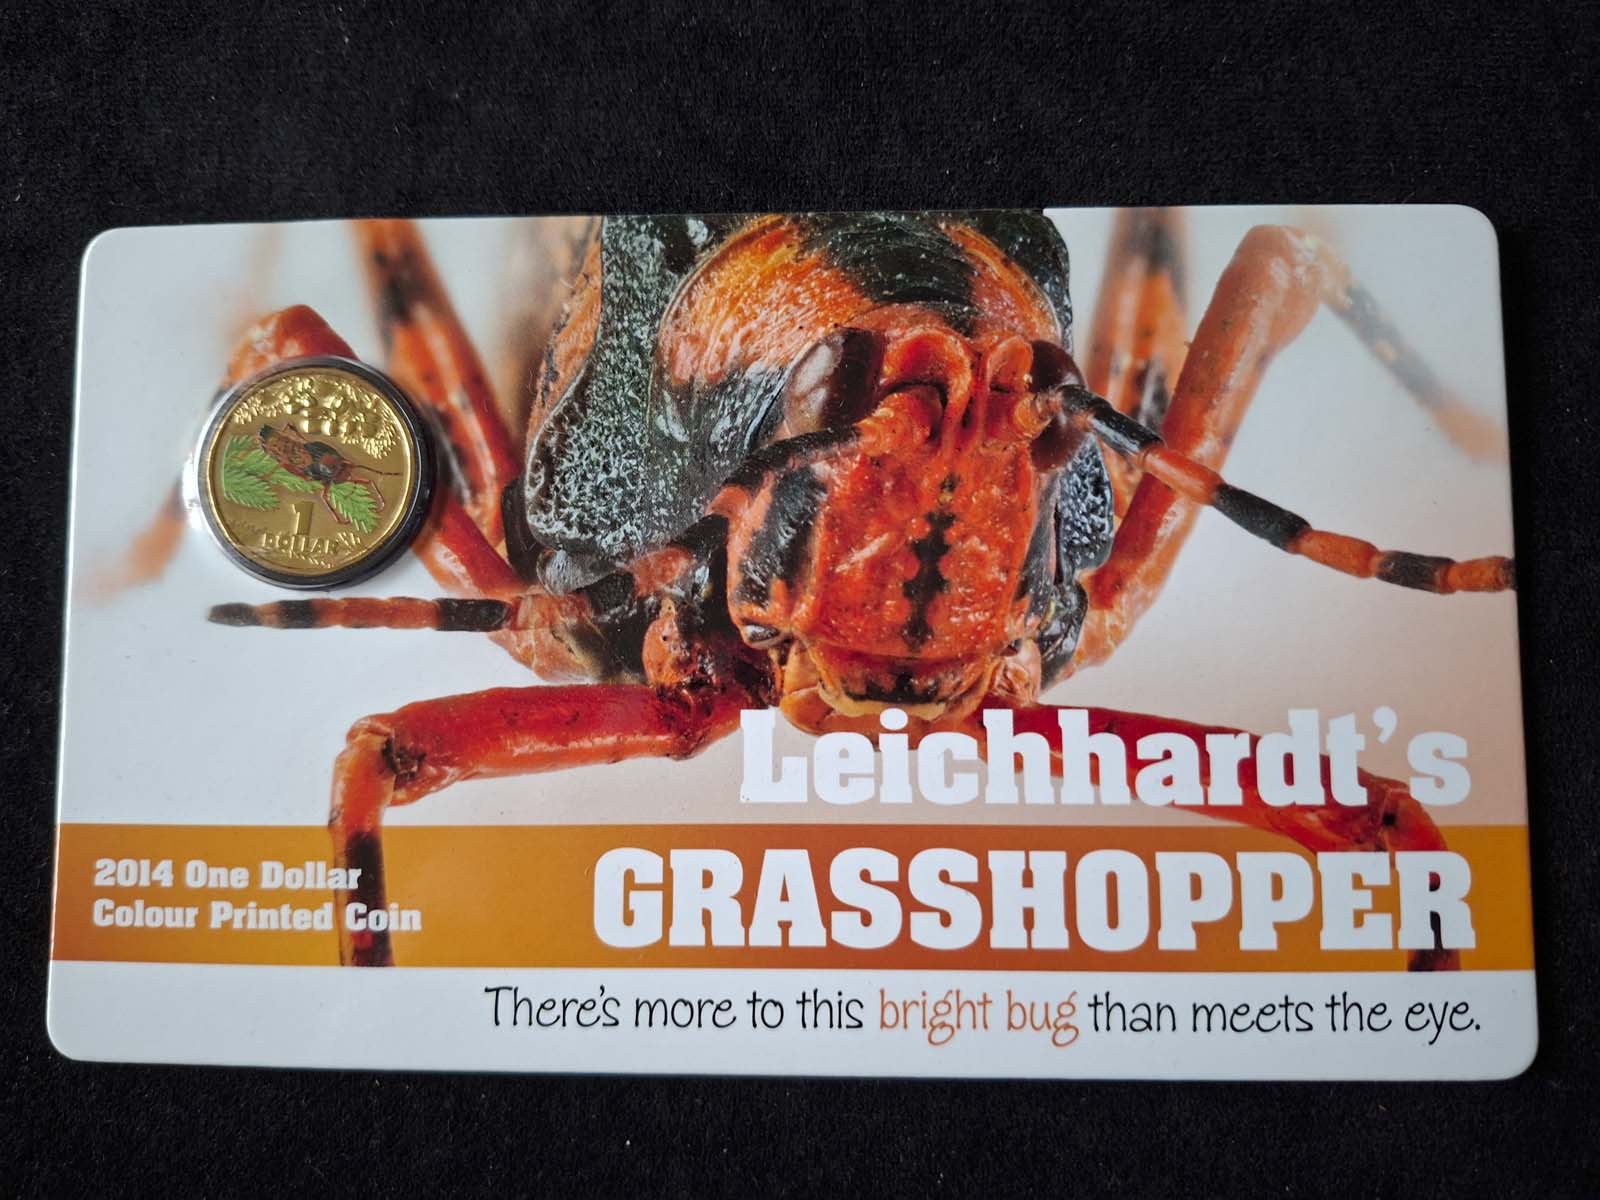 1
DOLLAR
Leichhardt's
2014 One Dollar
Colour Printed Coin
GRASSHOPPER
There's more to this bright bug than meets the eye.